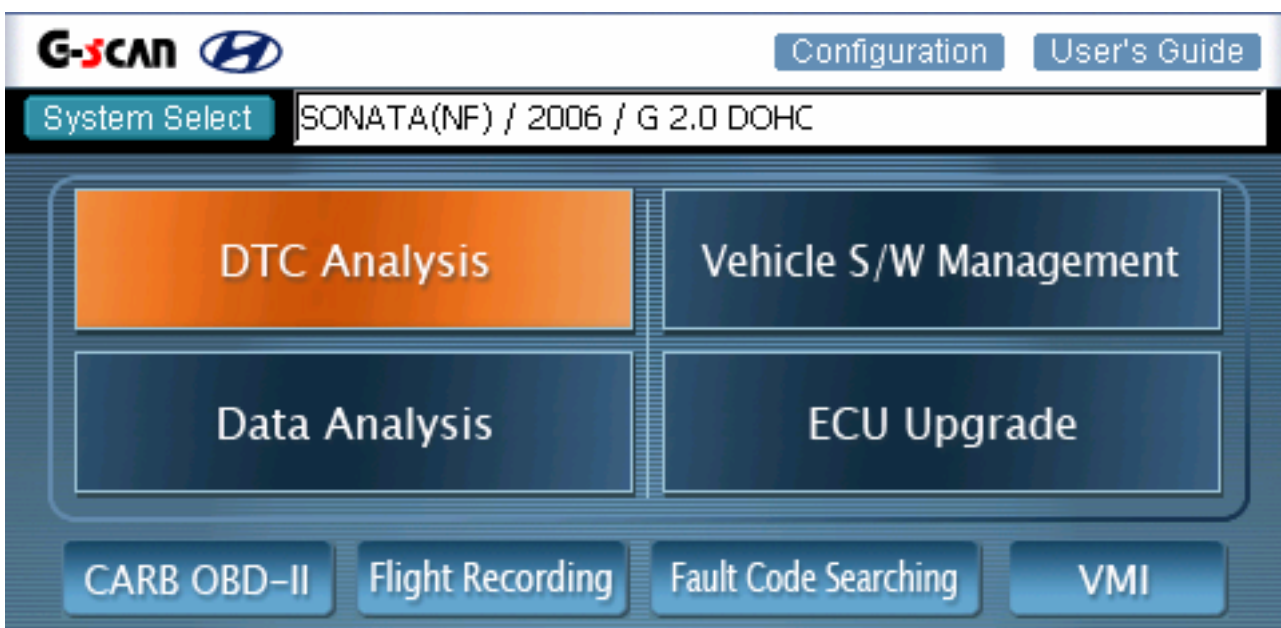 G-SCAN
Configuration
User's Guide
System Select
SONATA(NF) / 2006 / G 2.0 DOHC
DTC Analysis
Vehicle S/W Management
Data Analysis
ECU Upgrade
CARB OBD-II
Flight Recording
Fault Code Searching
VMI